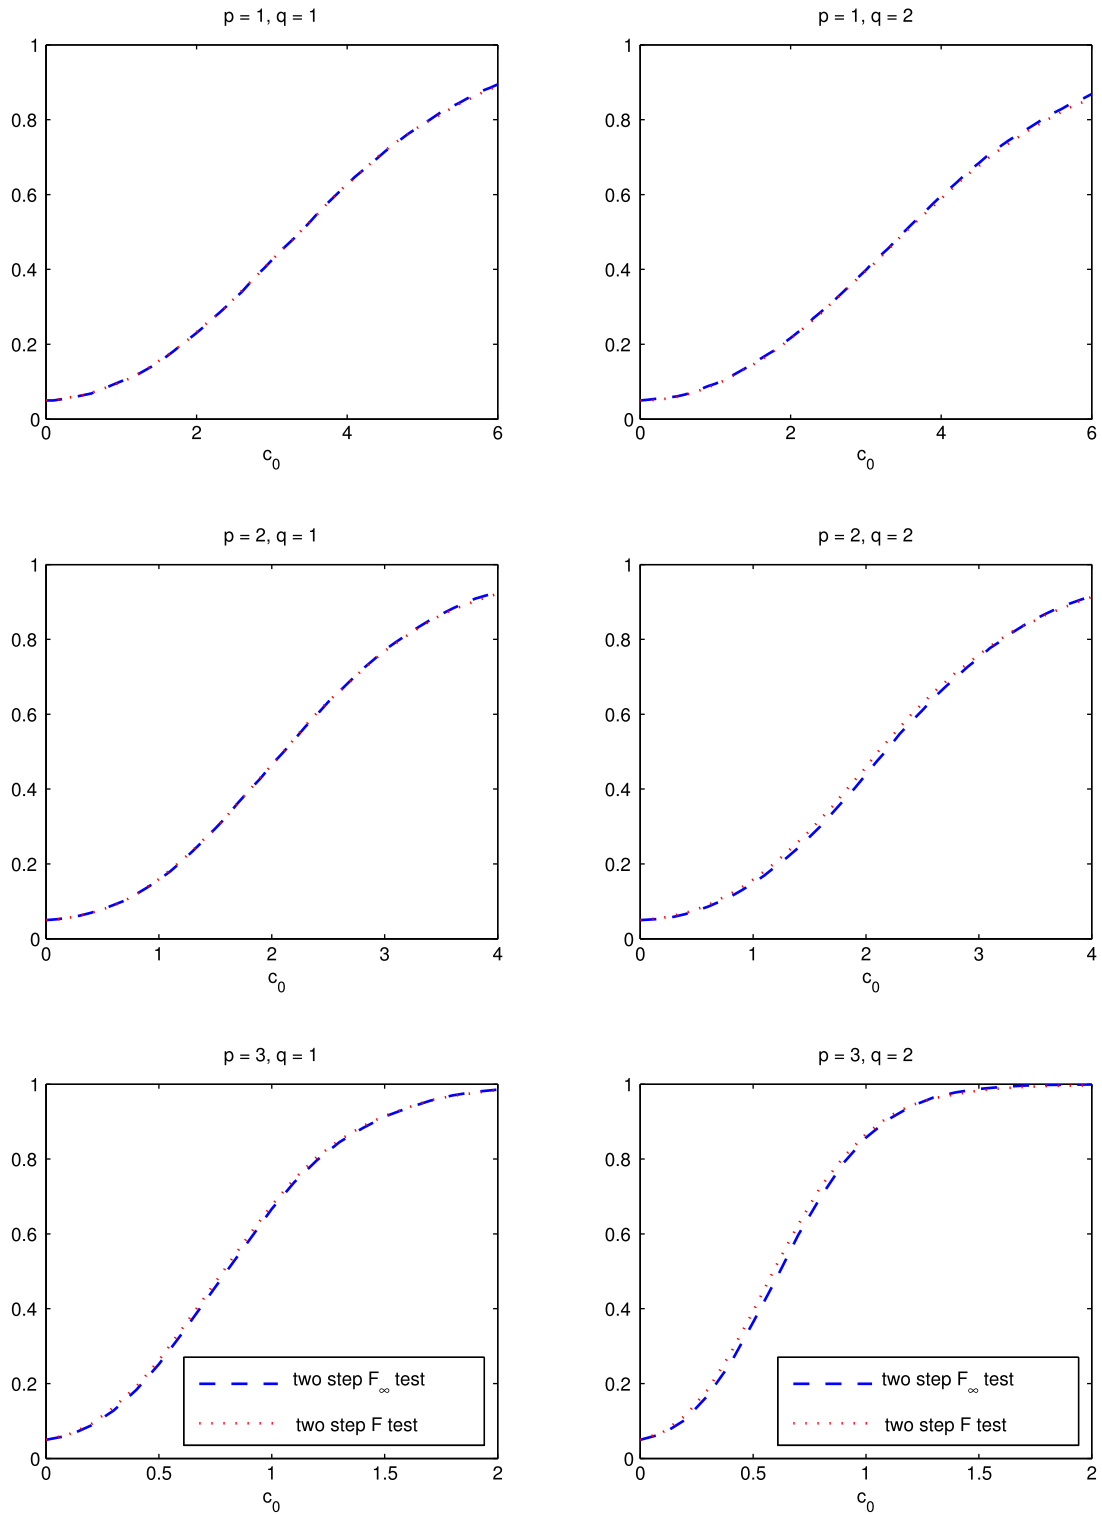 p = 1, q = 1
1
0.8
0.6
0.4
0.2
0
0 2 4 6
c0
p = 1, q = 2
1
0.8
0.6
0.4
0.2
0
0 2 4 6
c0
p = 2, q = 1
1
0.8
0.6
0.4
0.2
0
0 1 2 3 4
c0
p = 2, q = 2
1
0.8
0.6
0.4
0.2
0
0 1 2 3 4
c0
p = 3, q = 1
1
0.8
0.6
0.4
0.2
0
two step F∞ test
two step F test
0 0.5 1 1.5 2
c0
p = 3, q = 2
1
0.8
0.6
0.4
0.2
0
two step F∞ test
two step F test
0 0.5 1 1.5 2
c0